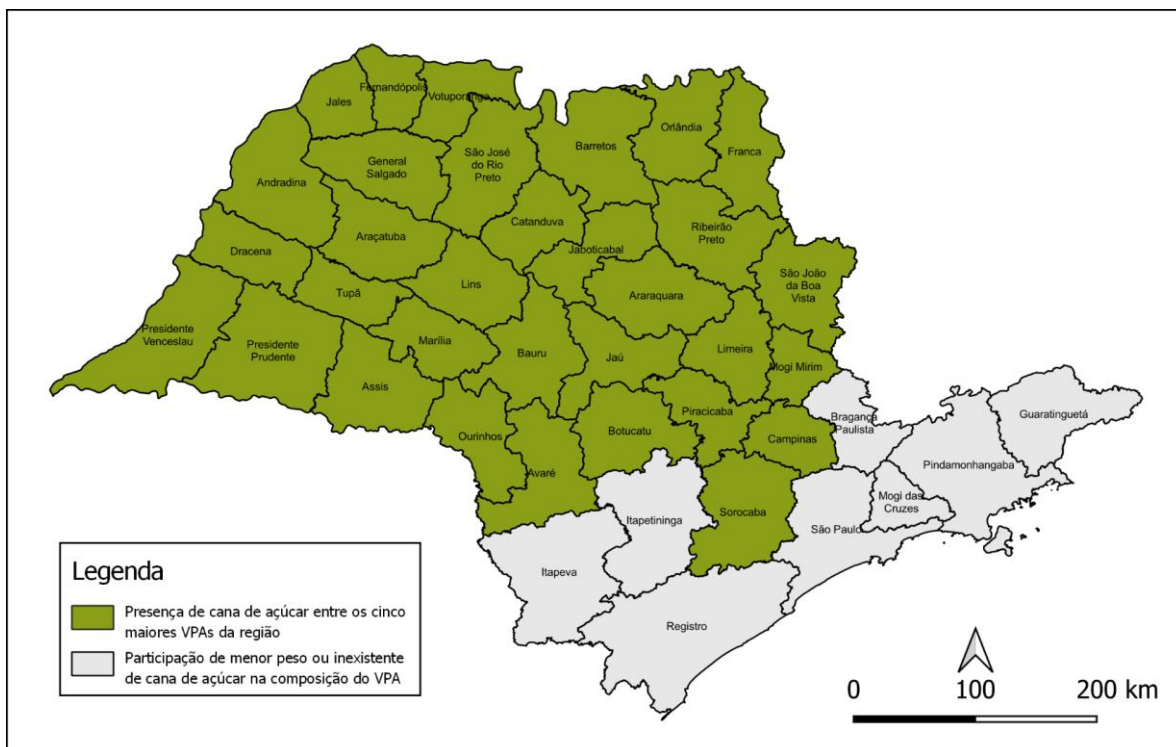 Fernandópolis
Jales
Votuporanga
Orlândia
Barretos
Franca
São José
do Rio
Preto
General
Salgado
Andradina
Catanduva
Ribeirão
Preto
Araçatuba
Jaboticabal
Dracena
São João
da Boa
Vista
Lins
Tupã
Araraquara
Presidente
Venceslau
Marília
Presidente
Prudente
Bauru
Jaú
Limeira
Mogi Mirim
Assis
Piracicaba
Bragança
Paulista
Guaratinguetá
Ourinhos
Botucatu
Campinas
Pindamonhangaba
Avaré
Mogi das
Cruzes
Itapetininga
Sorocaba
São Paulo
Itapeva
Registro
Legenda
Presença de cana de açúcar entre os cinco
maiores VPAs da região
Participação de menor peso ou inexistente
de cana de açúcar na composição do VPA
0 100 200 km